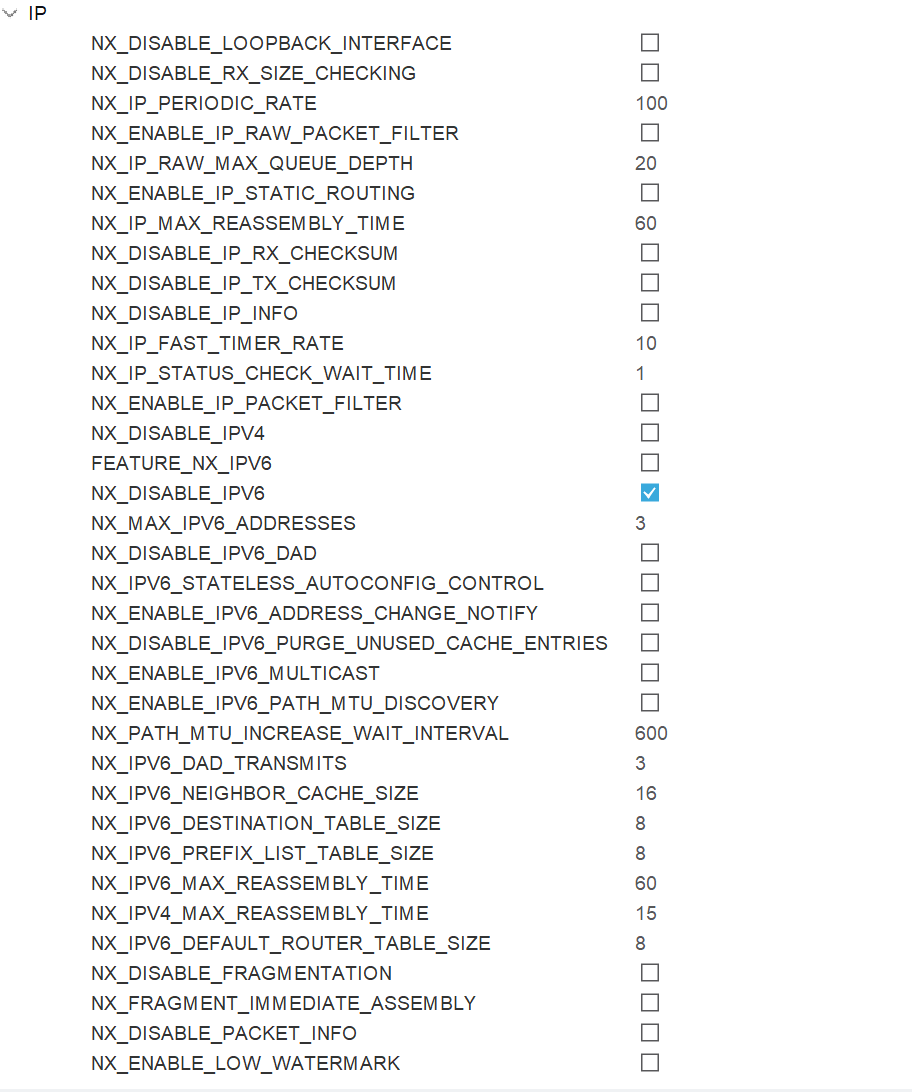 IP
NX_DISABLE_LOOPBACK_INTERFACE
NX_DISABLE_RX_SIZE_CHECKING
NX_IP_PERIODIC_RATE 100
NX_ENABLE_IP_RAW_PACKET_FILTER
NX_IP_RAW_MAX_QUEUE_DEPTH 20
NX_ENABLE_IP_STATIC_ROUTING
NX_IP_MAX_REASSEMBLY_TIME 60
NX_DISABLE_IP_RX_CHECKSUM
NX_DISABLE_IP_TX_CHECKSUM
NX_DISABLE_IP_INFO
NX_IP_FAST_TIMER_RATE 10
NX_IP_STATUS_CHECK_WAIT_TIME 1
NX_ENABLE_IP_PACKET_FILTER
NX_DISABLE_IPV4
FEATURE_NX_IPV6
NX_DISABLE_IPV6
NX_MAX_IPV6_ADDRESSES 3
NX_DISABLE_IPV6_DAD
NX_IPV6_STATELESS_AUTOCONFIG_CONTROL
NX_ENABLE_IPV6_ADDRESS_CHANGE_NOTIFY
NX_DISABLE_IPV6_PURGE_UNUSED_CACHE_ENTRIES
NX_ENABLE_IPV6_MULTICAST
NX_ENABLE_IPV6_PATH_MTU_DISCOVERY
NX_PATH_MTU_INCREASE_WAIT_INTERVAL 600
NX_IPV6_DAD_TRANSMITS 3
NX_IPV6_NEIGHBOR_CACHE_SIZE 16
NX_IPV6_DESTINATION_TABLE_SIZE 8
NX_IPV6_PREFIX_LIST_TABLE_SIZE 8
NX_IPV6_MAX_REASSEMBLY_TIME 60
NX_IPV4_MAX_REASSEMBLY_TIME 15
NX_IPV6_DEFAULT_ROUTER_TABLE_SIZE 8
NX_DISABLE_FRAGMENTATION
NX_FRAGMENT_IMMEDIATE_ASSEMBLY
NX_DISABLE_PACKET_INFO
NX_ENABLE_LOW_WATERMARK